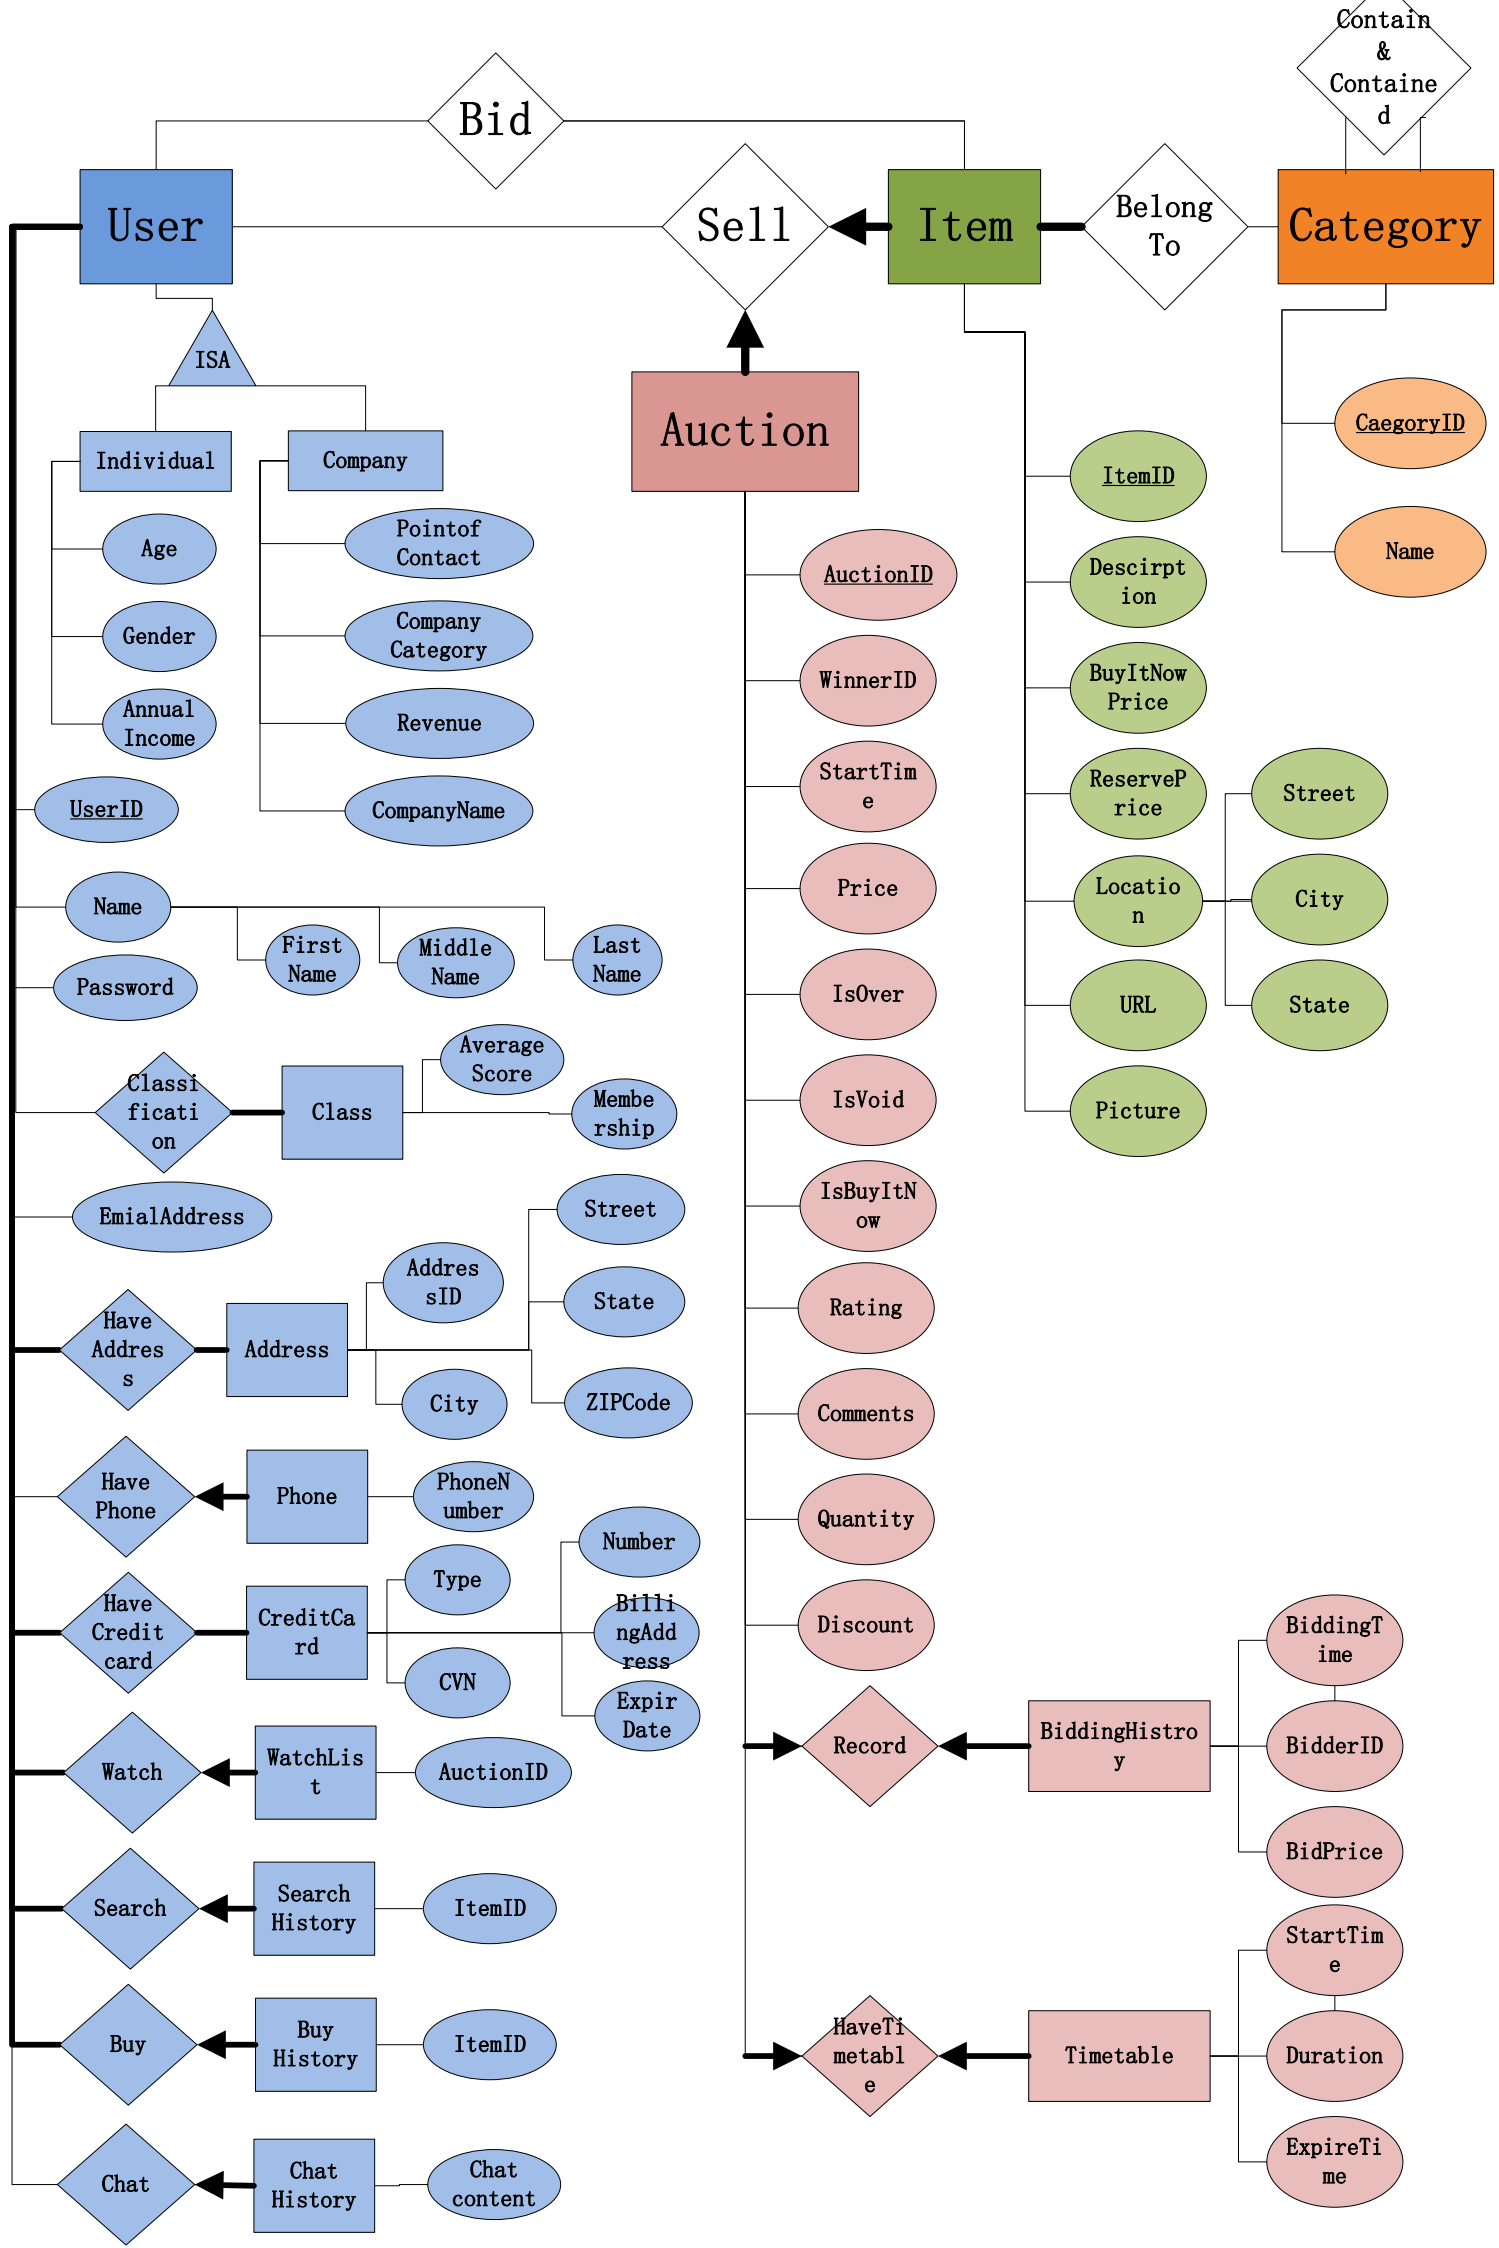 Contain
&
Containe
d
Bid
User
Sell
Item
Belong
To
Category
ISA
Individual
Company
Auction
Age
Gender
Annual
Income
Pointof
Contact
Company
Category
Revenue
CompanyName
UserID
Name
First
Name
Middle
Name
Last
Name
Password
Classi
ficati
on
Class
Average
Score
Membe
rship
EmialAddress
Have
Addres
s
Address
Addres
sID
Street
State
City
ZIPCode
Have
Phone
Phone
PhoneN
umber
Have
Credit
card
CreditCa
rd
Type
CVN
Number
Billi
ngAdd
ress
Expir
Date
Watch
WatchLis
t
AuctionID
Search
Search
History
ItemID
Buy
Buy
History
ItemID
Chat
Chat
History
Chat
content
AuctionID
WinnerID
StartTim
e
Price
IsOver
IsVoid
IsBuyItN
ow
Rating
Comments
Quantity
Discount
Record
BiddingHistro
y
BiddingT
ime
BidderID
BidPrice
HaveTi
metabl
e
Timetable
StartTim
e
Duration
ExpireTi
me
ItemID
Descirpt
ion
BuyItNow
Price
ReserveP
rice
Locatio
n
Street
City
State
URL
Picture
CaegoryID
Name